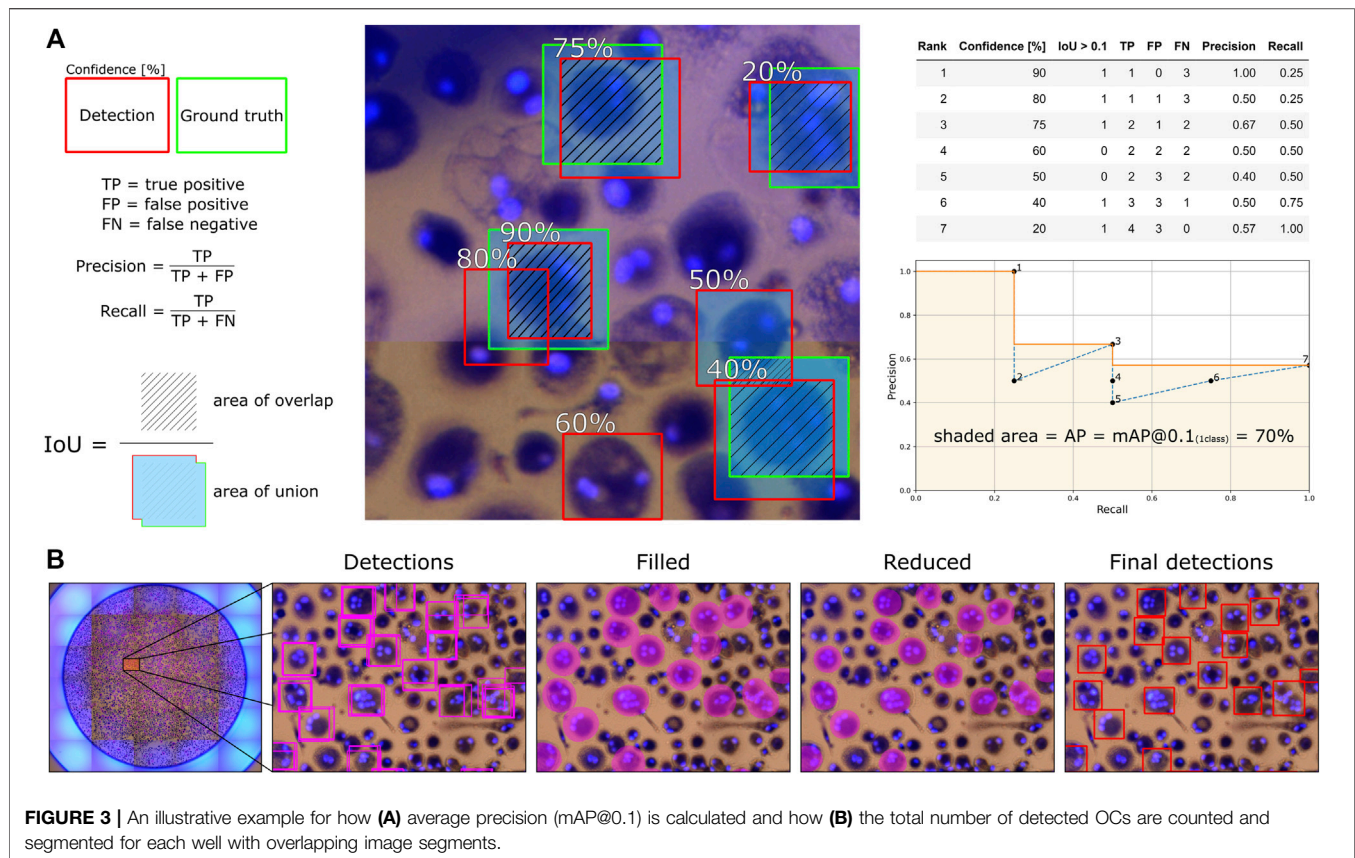 A
Confidence [%]
Detection
Ground truth
TP = true positive
FP = false positive
FN = false negative
Precision = TP / TP + FP
Recall = TP / TP + FN
IoU =
area of overlap
area of union
75%
20%
90%
80%
50%
40%
60%
Rank Confidence [%] IoU > 0.1 TP FP FN Precision Recall
1 90 1 1 0 3 1.00 0.25
2 80 1 1 1 3 0.50 0.25
3 75 1 2 1 2 0.67 0.50
4 60 0 2 2 2 0.50 0.50
5 50 0 2 3 2 0.40 0.50
6 40 1 3 3 1 0.50 0.75
7 20 1 4 3 0 0.57 1.00
1.0
0.8
0.6
0.4
0.2
0.0
Precision
1
2
3
4
5
6
7
shaded area = AP = mAP@0.1(1class) = 70%
0.0 0.2 0.4 0.6 0.8 1.0
Recall
B
Detections
Filled
Reduced
Final detections
FIGURE 3 | An illustrative example for how (A) average precision (mAP@0.1) is calculated and how (B) the total number of detected OCs are counted and
segmented for each well with overlapping image segments.